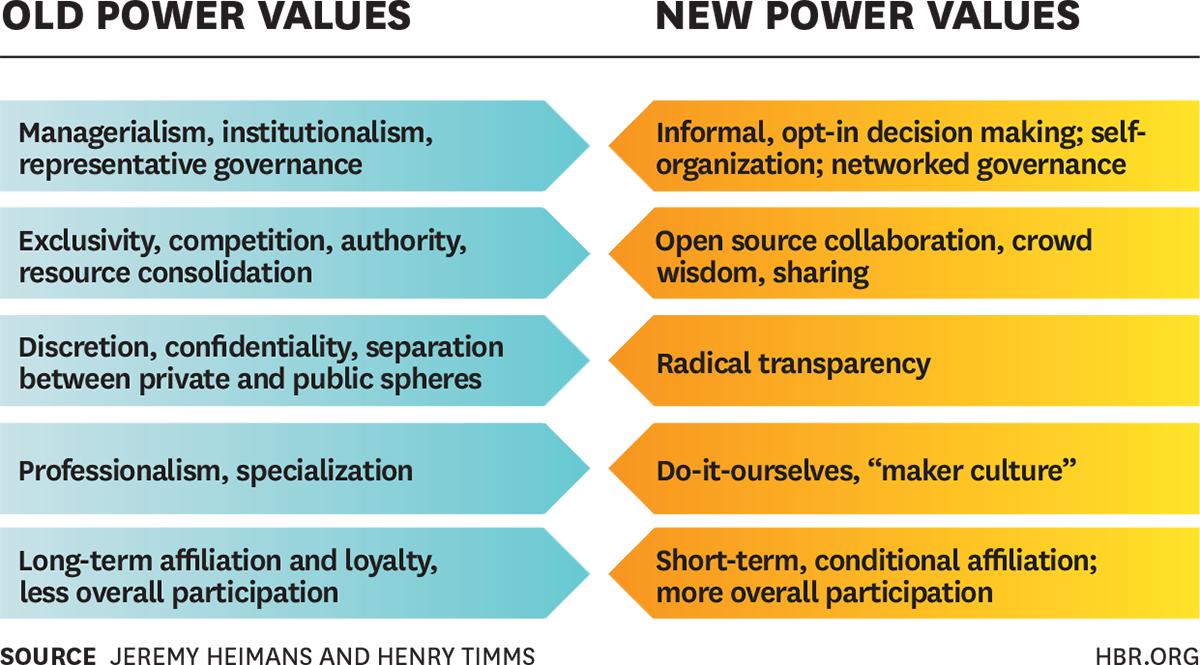 OLD POWER VALUES
NEW POWER VALUES
Managerialism, institutionalism,
representative governance
Informal, opt-in decision making; self-
organization; networked governance
Exclusivity, competition, authority,
resource consolidation
Open source collaboration, crowd
wisdom, sharing
Discretion, confidentiality, separation
between private and public spheres
Radical transparency
Professionalism, specialization
Do-it-ourselves, “maker culture”
Long-term affiliation and loyalty,
less overall participation
Short-term, conditional affiliation;
more overall participation
SOURCE JEREMY HEIMANS AND HENRY TIMMS
HBR.ORG